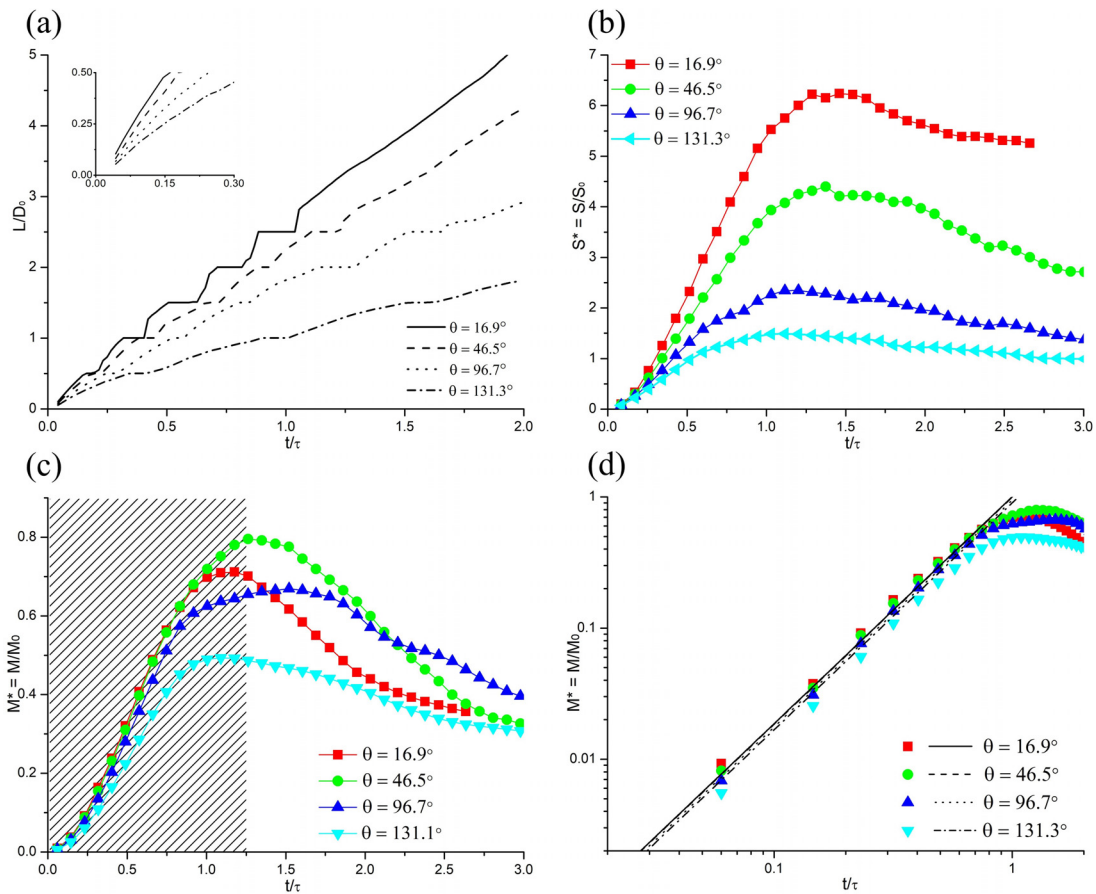 (a)
5
4
3
2
1
0
L/D₀
0.50
0.25
0.00
0.00 0.15 0.30
θ = 16.9°
θ = 46.5°
θ = 96.7°
θ = 131.3°
0.5 1.0 1.5 2.0
t/τ
(b)
7
6
5
4
3
2
1
0
S* = S/S₀
θ = 16.9°
θ = 46.5°
θ = 96.7°
θ = 131.3°
0.0 0.5 1.0 1.5 2.0 2.5 3.0
t/τ
(c)
0.8
0.6
0.4
0.2
0.0
M* = M/M₀
θ = 16.9°
θ = 46.5°
θ = 96.7°
θ = 131.1°
0.0 0.5 1.0 1.5 2.0 2.5 3.0
t/τ
(d)
1
0.1
0.01
M* = M/M₀
θ = 16.9°
θ = 46.5°
θ = 96.7°
θ = 131.3°
0.1 1
t/τ